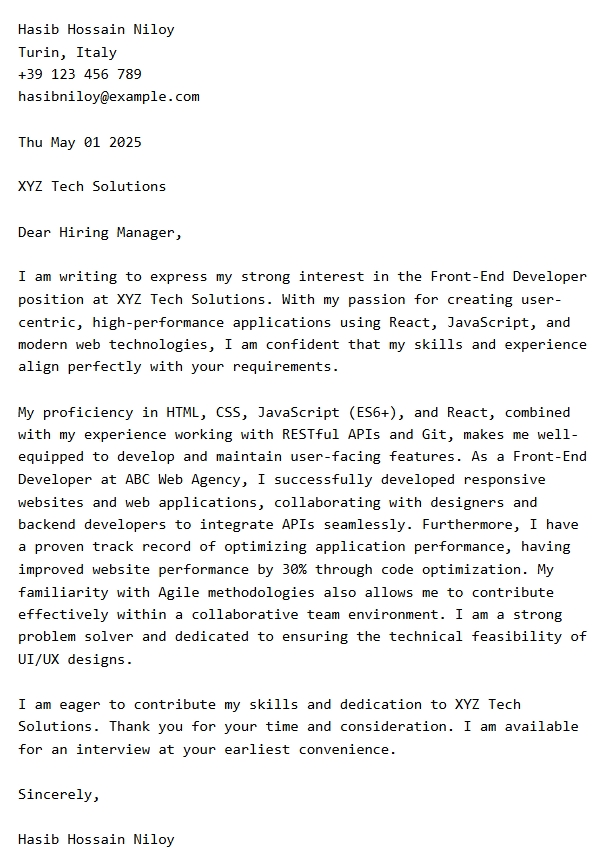 Hasib Hossain Niloy
Turin, Italy
+39 123 456 789
hasibniloy@example.com
Thu May 01 2025
XYZ Tech Solutions
Dear Hiring Manager,
I am writing to express my strong interest in the Front-End Developer
position at XYZ Tech Solutions. With my passion for creating user-
centric, high-performance applications using React, JavaScript, and
modern web technologies, I am confident that my skills and experience
align perfectly with your requirements.
My proficiency in HTML, CSS, JavaScript (ES6+), and React, combined
with my experience working with RESTful APIs and Git, makes me well-
equipped to develop and maintain user-facing features. As a Front-End
Developer at ABC Web Agency, I successfully developed responsive
websites and web applications, collaborating with designers and
backend developers to integrate APIs seamlessly. Furthermore, I have
a proven track record of optimizing application performance, having
improved website performance by 30% through code optimization. My
familiarity with Agile methodologies also allows me to contribute
effectively within a collaborative team environment. I am a strong
problem solver and dedicated to ensuring the technical feasibility of
UI/UX designs.
I am eager to contribute my skills and dedication to XYZ Tech
Solutions. Thank you for your time and consideration. I am available
for an interview at your earliest convenience.
Sincerely,
Hasib Hossain Niloy